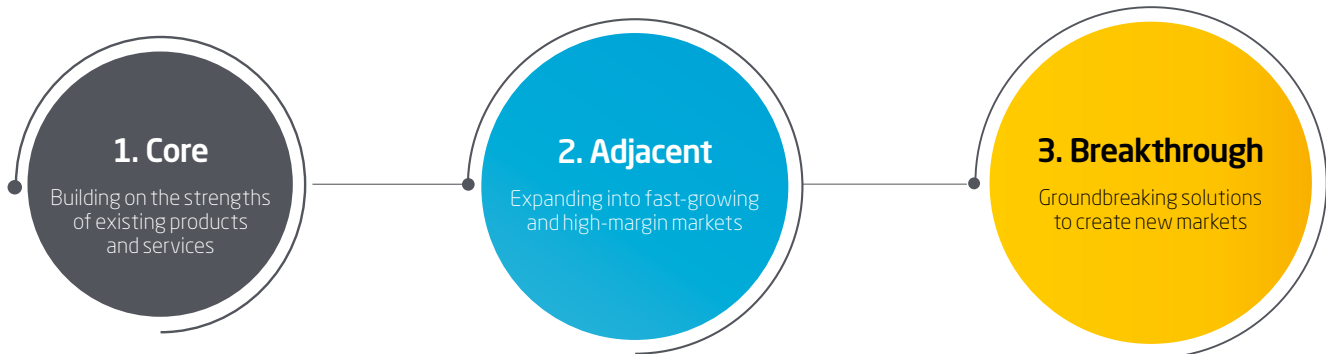 1. Core
Building on the strengths
of existing products
and services
2. Adjacent
Expanding into fast-growing
and high-margin markets
3. Breakthrough
Groundbreaking solutions
to create new markets